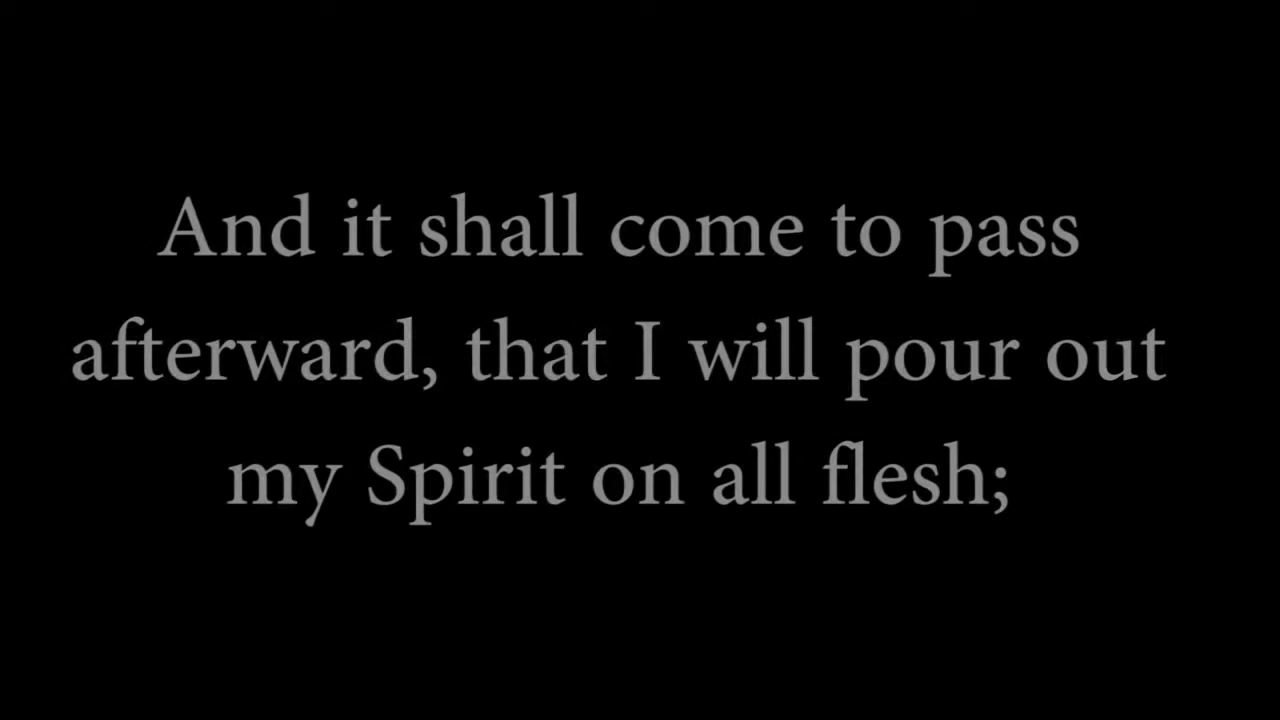 And it shall come to pass
afterward, that I will pour out
my Spirit on all flesh;